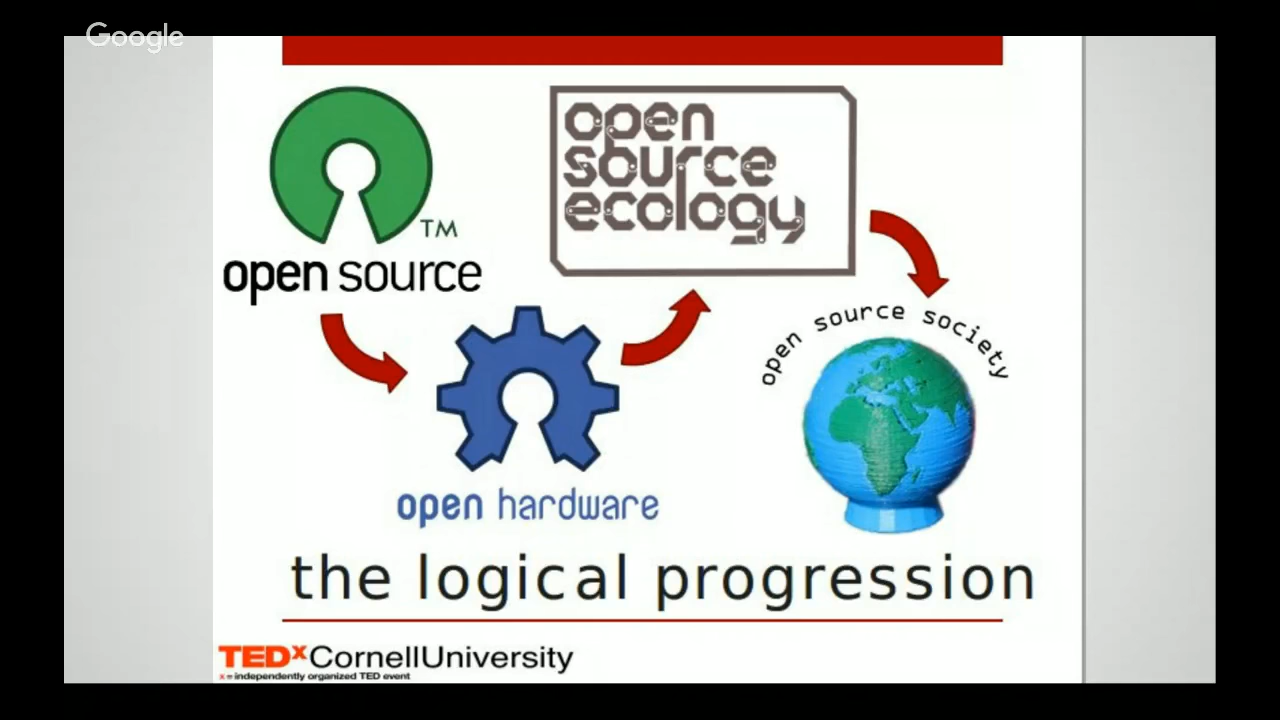 Google
TM
open source
open
source
ecology
open source society
open hardware
the logical progression
TEDxCornellUniversity
x = independently organized TED event